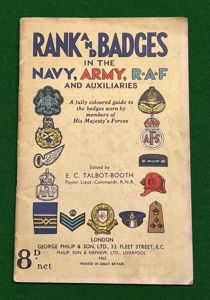 RANK AND BADGES
IN THE
NAVY, ARMY, R·A·F
AND AUXILIARIES
A fully coloured guide to
the badges worn by
members of
His Majesty's Forces
Edited by
E. C. TALBOT-BOOTH
Paymr. Lieut.-Commdr., R.N.R.
LONDON
GEORGE PHILIP & SON, LTD., 32 FLEET STREET, E.C.
PHILIP, SON & NEPHEW, LTD., LIVERPOOL
PRINTED IN GREAT BRITAIN
8D.
net